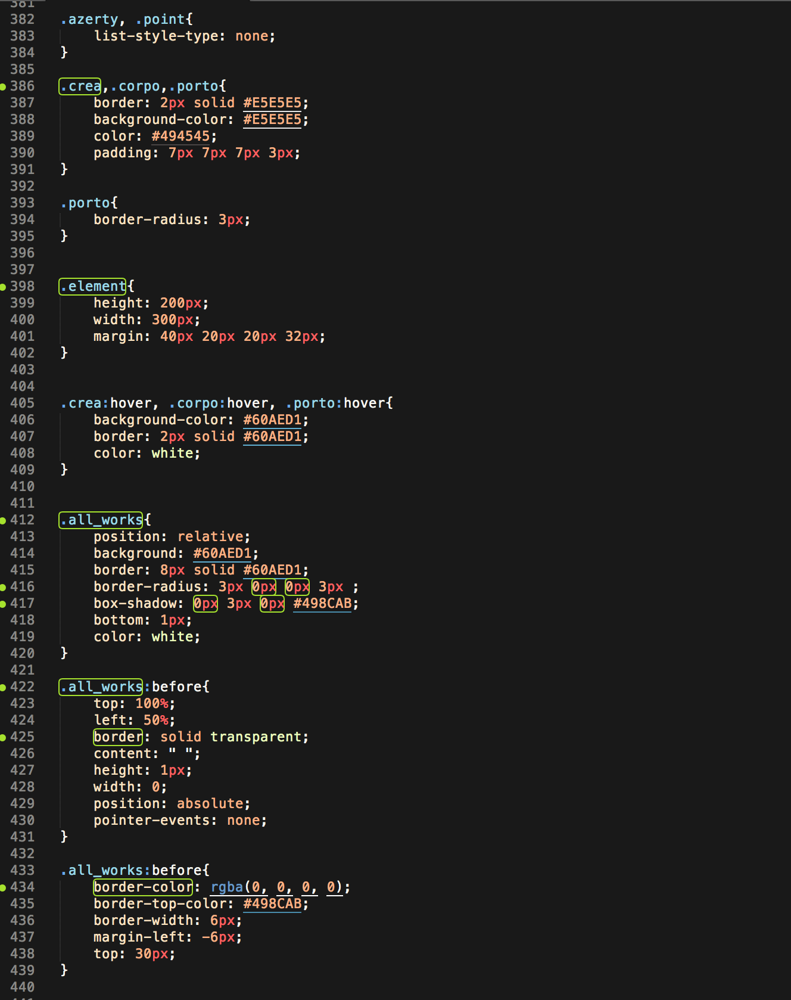 381
382 .azerty, .point{
383 list-style-type: none;
384 }
385
386 .crea,.corpo,.porto{
387 border: 2px solid #E5E5E5;
388 background-color: #E5E5E5;
389 color: #494545;
390 padding: 7px 7px 7px 3px;
391 }
392
393 .porto{
394 border-radius: 3px;
395 }
396
397
398 .element{
399 height: 200px;
400 width: 300px;
401 margin: 40px 20px 20px 32px;
402 }
403
404
405 .crea:hover, .corpo:hover, .porto:hover{
406 background-color: #60AED1;
407 border: 2px solid #60AED1;
408 color: white;
409 }
410
411
412 .all_works{
413 position: relative;
414 background: #60AED1;
415 border: 8px solid #60AED1;
416 border-radius: 3px 0px 0px 3px ;
417 box-shadow: 0px 3px 0px #498CAB;
418 bottom: 1px;
419 color: white;
420 }
421
422 .all_works:before{
423 top: 100%;
424 left: 50%;
425 border: solid transparent;
426 content: " ";
427 height: 1px;
428 width: 0;
429 position: absolute;
430 pointer-events: none;
431 }
432
433 .all_works:before{
434 border-color: rgba(0, 0, 0, 0);
435 border-top-color: #498CAB;
436 border-width: 6px;
437 margin-left: -6px;
438 top: 30px;
439 }
440